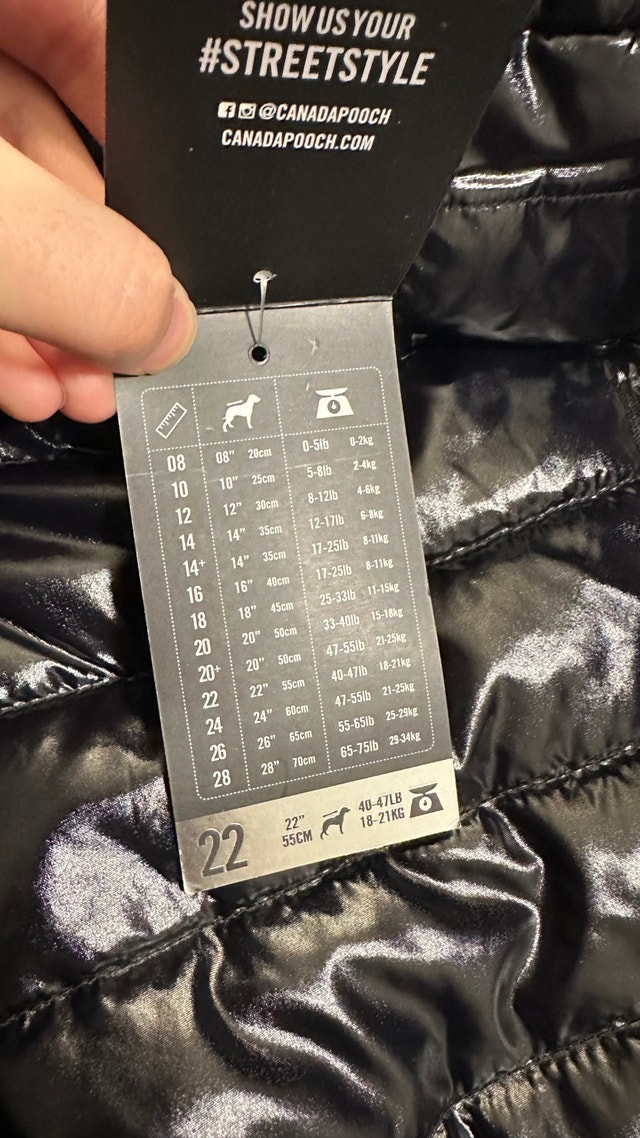 SHOW US YOUR
#STREETSTYLE
@CANADAPOOCH
CANADAPOOCH.COM
08 08" 20cm 0-5lb 0-2kg
10 10" 25cm 5-8lb 2-4kg
12 12" 30cm 8-12lb 4-6kg
14 14" 35cm 12-17lb 6-8kg
14+ 14" 35cm 17-25lb 8-11kg
16 16" 40cm 17-25lb 8-11kg
18 18" 45cm 25-33lb 11-15kg
20 20" 50cm 33-40lb 15-18kg
20+ 20" 50cm 47-55lb 21-25kg
22 22" 55cm 40-47lb 18-21kg
24 24" 60cm 47-55lb 21-25kg
26 26" 65cm 55-65lb 25-29kg
28 28" 70cm 65-75lb 29-34kg
22 22" 40-47LB
55CM 18-21KG